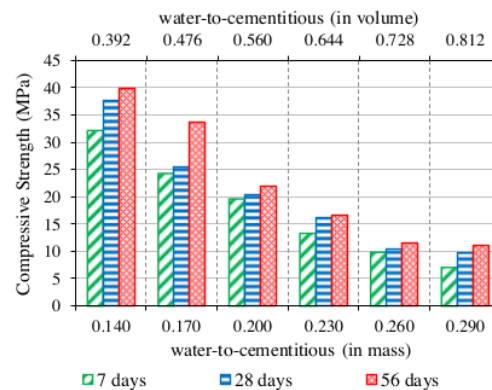 water-to-cementitious (in volume)
0.392 0.476 0.560 0.644 0.728 0.812
Compressive Strength (MPa)
45
40
35
30
25
20
15
10
5
0
0.140 0.170 0.200 0.230 0.260 0.290
water-to-cementitious (in mass)
7 days 28 days 56 days